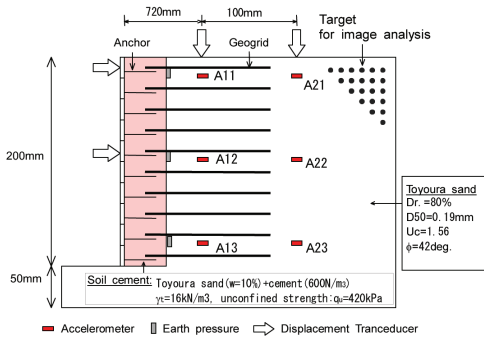 720mm
100mm
Target
for image analysis
Anchor
Geogrid
A11
A21
A12
A22
A13
A23
200mm
50mm
Toyoura sand
Dr. =80%
D50=0.19mm
Uc=1.56
ϕ=42deg.
Soil cement: Toyoura sand(w=10%)+cement(600N/m3)
γt=16kN/m3, unconfined strength:qu=420kPa
Accelerometer
Earth pressure
Displacement Tranceducer